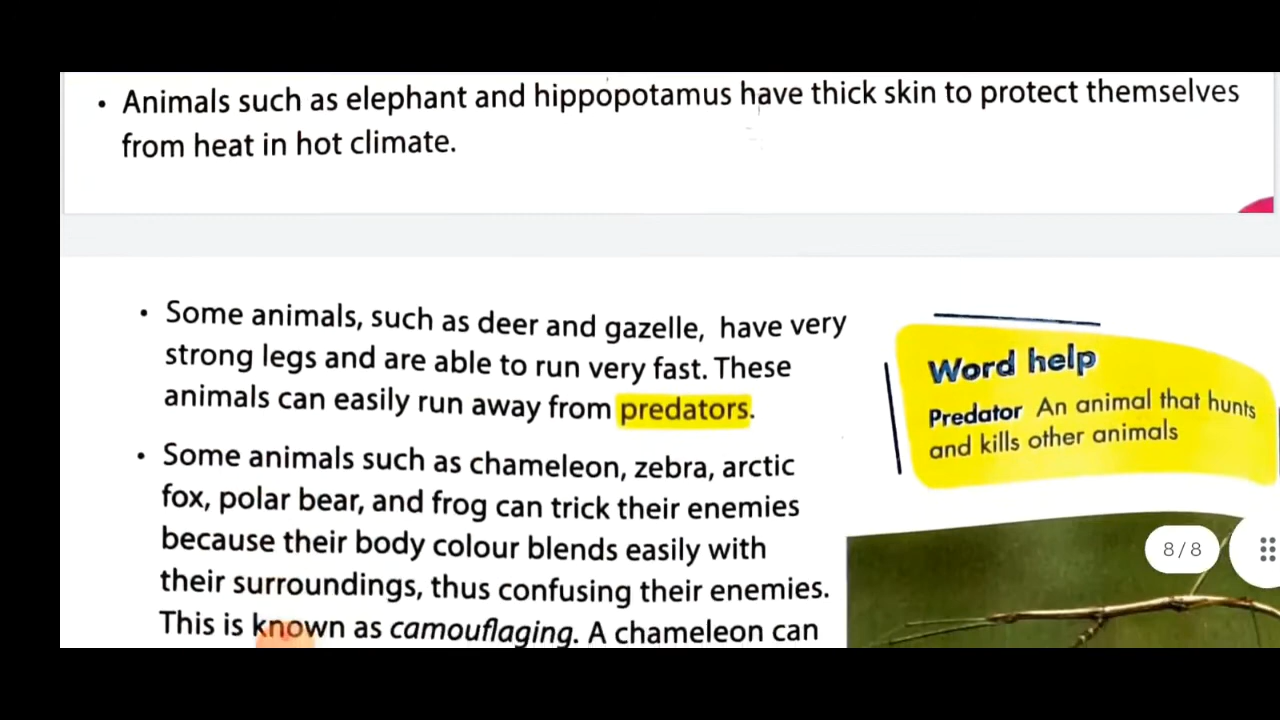 • Animals such as elephant and hippopotamus have thick skin to protect themselves
from heat in hot climate.
• Some animals, such as deer and gazelle, have very
strong legs and are able to run very fast. These
animals can easily run away from predators.
Word help
Predator An animal that hunts
and kills other animals
• Some animals such as chameleon, zebra, arctic
fox, polar bear, and frog can trick their enemies
because their body colour blends easily with
their surroundings, thus confusing their enemies.
This is known as camouflaging. A chameleon can
8/8